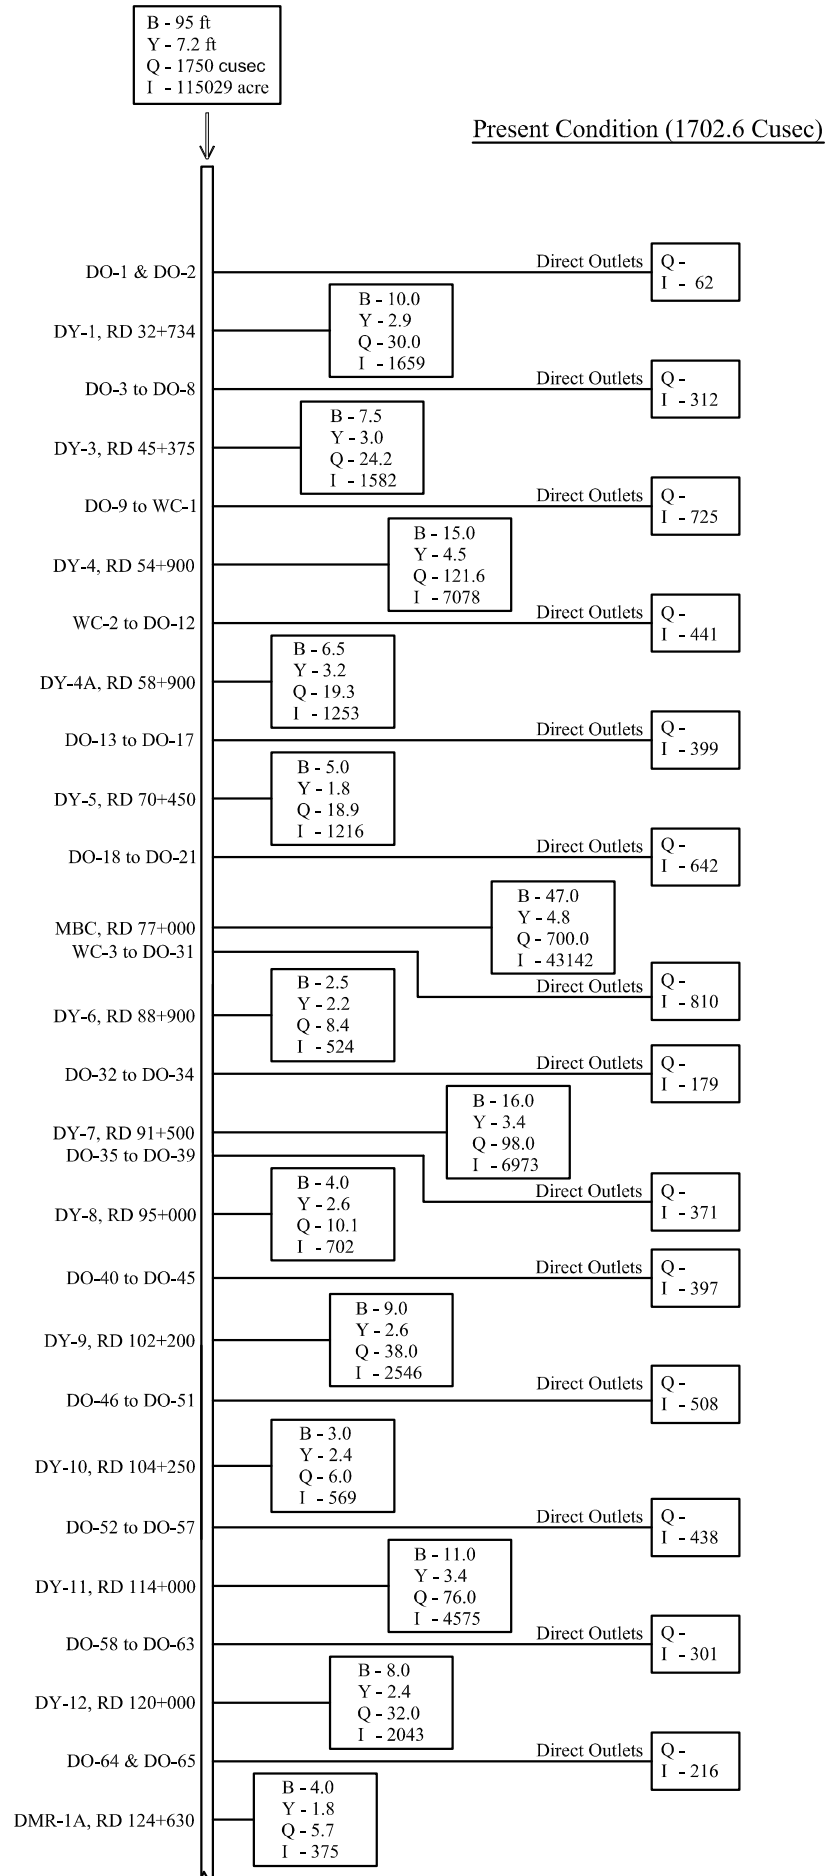 B - 95 ft
Y - 7.2 ft
Q - 1750 cusec
I - 115029 acre
Present Condition (1702.6 Cusec)
DO-1 & DO-2
Direct Outlets
Q -
I - 62
DY-1, RD 32+734
B - 10.0
Y - 2.9
Q - 30.0
I - 1659
DO-3 to DO-8
Direct Outlets
Q -
I - 312
DY-3, RD 45+375
B - 7.5
Y - 3.0
Q - 24.2
I - 1582
DO-9 to WC-1
Direct Outlets
Q -
I - 725
DY-4, RD 54+900
B - 15.0
Y - 4.5
Q - 121.6
I - 7078
WC-2 to DO-12
Direct Outlets
Q -
I - 441
DY-4A, RD 58+900
B - 6.5
Y - 3.2
Q - 19.3
I - 1253
DO-13 to DO-17
Direct Outlets
Q -
I - 399
DY-5, RD 70+450
B - 5.0
Y - 1.8
Q - 18.9
I - 1216
DO-18 to DO-21
Direct Outlets
Q -
I - 642
MBC, RD 77+000
B - 47.0
Y - 4.8
Q - 700.0
I - 43142
WC-3 to DO-31
Direct Outlets
Q -
I - 810
DY-6, RD 88+900
B - 2.5
Y - 2.2
Q - 8.4
I - 524
DO-32 to DO-34
Direct Outlets
Q -
I - 179
DY-7, RD 91+500
B - 16.0
Y - 3.4
Q - 98.0
I - 6973
DO-35 to DO-39
Direct Outlets
Q -
I - 371
DY-8, RD 95+000
B - 4.0
Y - 2.6
Q - 10.1
I - 702
DO-40 to DO-45
Direct Outlets
Q -
I - 397
DY-9, RD 102+200
B - 9.0
Y - 2.6
Q - 38.0
I - 2546
DO-46 to DO-51
Direct Outlets
Q -
I - 508
DY-10, RD 104+250
B - 3.0
Y - 2.4
Q - 6.0
I - 569
DO-52 to DO-57
Direct Outlets
Q -
I - 438
DY-11, RD 114+000
B - 11.0
Y - 3.4
Q - 76.0
I - 4575
DO-58 to DO-63
Direct Outlets
Q -
I - 301
DY-12, RD 120+000
B - 8.0
Y - 2.4
Q - 32.0
I - 2043
DO-64 & DO-65
Direct Outlets
Q -
I - 216
DMR-1A, RD 124+630
B - 4.0
Y - 1.8
Q - 5.7
I - 375